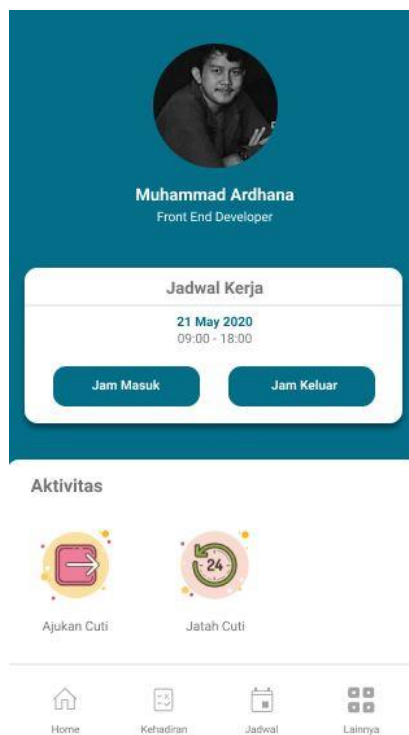 Muhammad Ardhana
Front End Developer
Jadwal Kerja
21 May 2020
09:00 - 18:00
Jam Masuk Jam Keluar
Aktivitas
24
Ajukan Cuti Jatah Cuti
Home Kehadiran Jadwal Lainnya